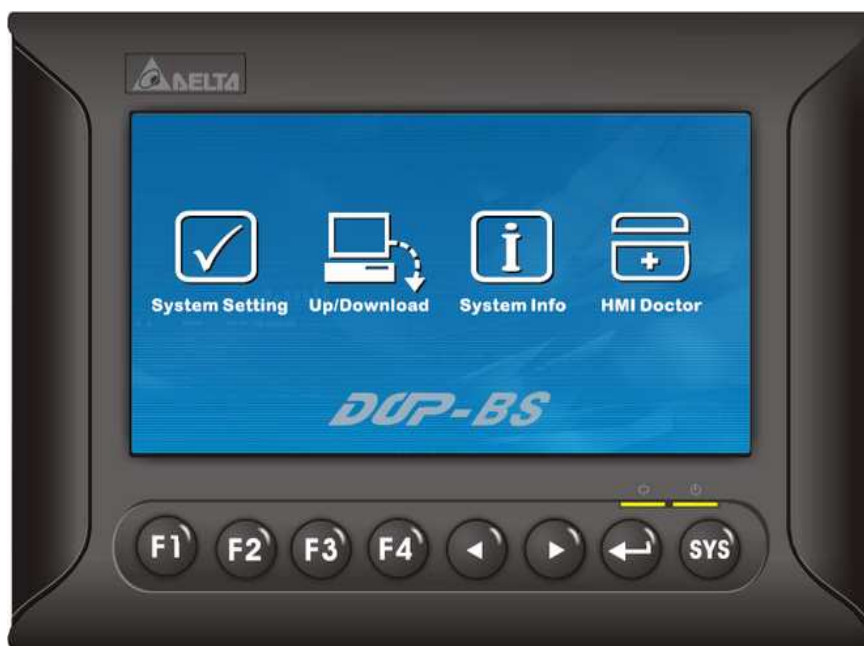 DELTA
System Setting Up/Download System Info HMI Doctor
DOP-BS
F1 F2 F3 F4 SYS